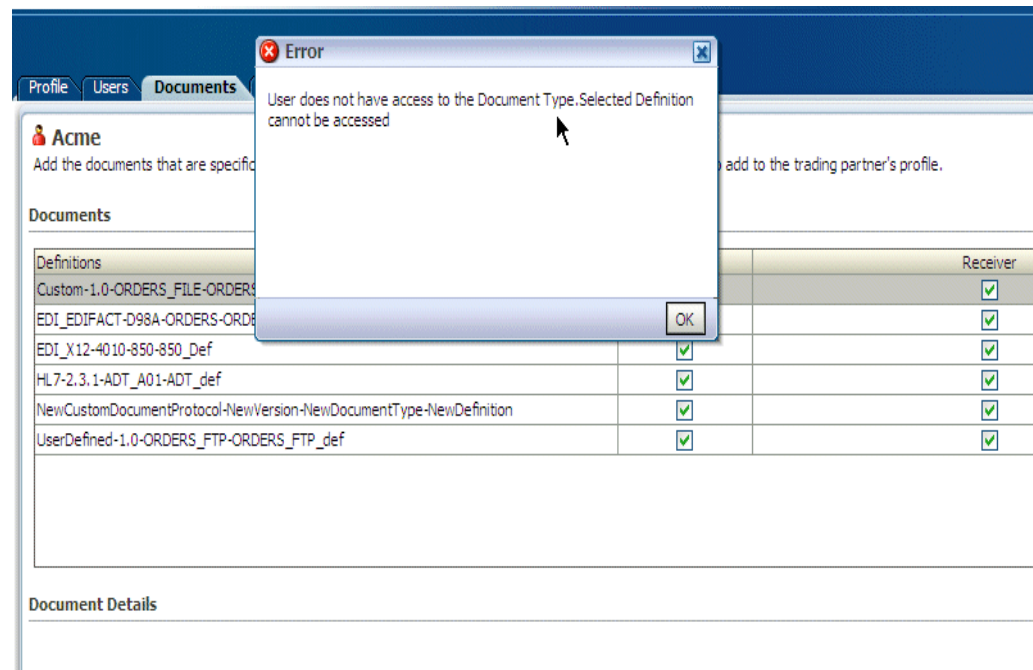 Error
User does not have access to the Document Type.Selected Definition
cannot be accessed
OK
Profile Users Documents
Acme
Add the documents that are specific add to the trading partner's profile.
Documents
Definitions Receiver
Custom-1.0-ORDERS_FILE-ORDERS
EDI_EDIFACT-D98A-ORDERS-ORDE
EDI_X12-4010-850-850_Def
HL7-2.3.1-ADT_A01-ADT_def
NewCustomDocumentProtocol-NewVersion-NewDocumentType-NewDefinition
UserDefined-1.0-ORDERS_FTP-ORDERS_FTP_def
Document Details